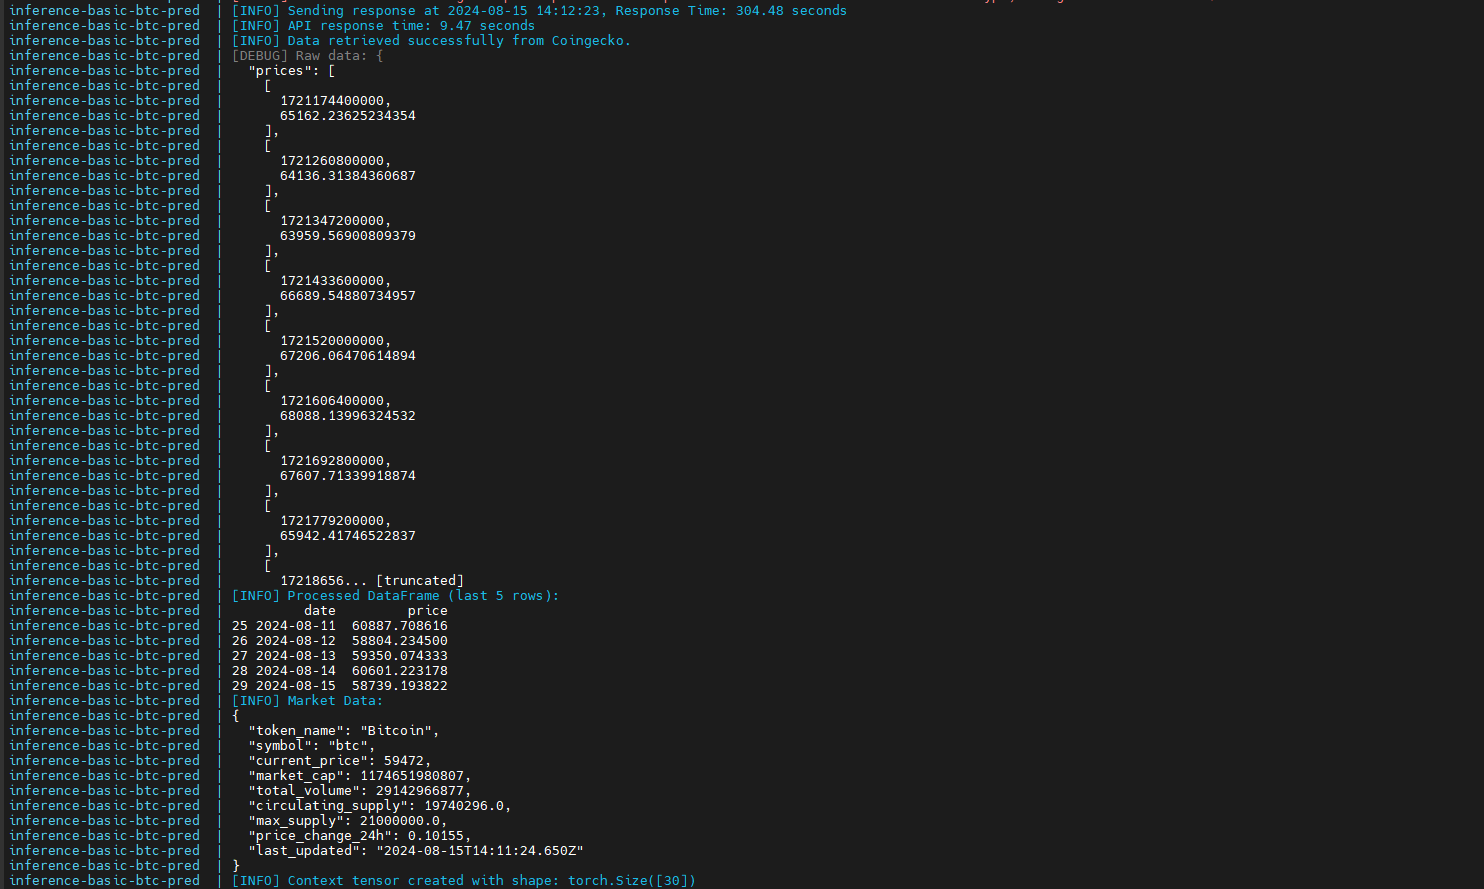 inference-basic-btc-pred | [INFO] Sending response at 2024-08-15 14:12:23, Response Time: 304.48 seconds
inference-basic-btc-pred | [INFO] API response time: 9.47 seconds
inference-basic-btc-pred | [INFO] Data retrieved successfully from Coingecko.
inference-basic-btc-pred | [DEBUG] Raw data: {
inference-basic-btc-pred |   "prices": [
inference-basic-btc-pred |     [
inference-basic-btc-pred |       1721174400000,
inference-basic-btc-pred |       65162.23625234354
inference-basic-btc-pred |     ],
inference-basic-btc-pred |     [
inference-basic-btc-pred |       1721260800000,
inference-basic-btc-pred |       64136.31384360687
inference-basic-btc-pred |     ],
inference-basic-btc-pred |     [
inference-basic-btc-pred |       1721347200000,
inference-basic-btc-pred |       63959.56900809379
inference-basic-btc-pred |     ],
inference-basic-btc-pred |     [
inference-basic-btc-pred |       1721433600000,
inference-basic-btc-pred |       66689.54880734957
inference-basic-btc-pred |     ],
inference-basic-btc-pred |     [
inference-basic-btc-pred |       1721520000000,
inference-basic-btc-pred |       67206.06470614894
inference-basic-btc-pred |     ],
inference-basic-btc-pred |     [
inference-basic-btc-pred |       1721606400000,
inference-basic-btc-pred |       68088.13996324532
inference-basic-btc-pred |     ],
inference-basic-btc-pred |     [
inference-basic-btc-pred |       1721692800000,
inference-basic-btc-pred |       67607.71339918874
inference-basic-btc-pred |     ],
inference-basic-btc-pred |     [
inference-basic-btc-pred |       1721779200000,
inference-basic-btc-pred |       65942.41746522837
inference-basic-btc-pred |     ],
inference-basic-btc-pred |     [
inference-basic-btc-pred |       17218656... [truncated]
inference-basic-btc-pred | [INFO] Processed DataFrame (last 5 rows):
inference-basic-btc-pred |          date         price
inference-basic-btc-pred | 25 2024-08-11  60887.708616
inference-basic-btc-pred | 26 2024-08-12  58804.234500
inference-basic-btc-pred | 27 2024-08-13  59350.074333
inference-basic-btc-pred | 28 2024-08-14  60601.223178
inference-basic-btc-pred | 29 2024-08-15  58739.193822
inference-basic-btc-pred | [INFO] Market Data:
inference-basic-btc-pred | {
inference-basic-btc-pred |   "token_name": "Bitcoin",
inference-basic-btc-pred |   "symbol": "btc",
inference-basic-btc-pred |   "current_price": 59472,
inference-basic-btc-pred |   "market_cap": 1174651980807,
inference-basic-btc-pred |   "total_volume": 29142966877,
inference-basic-btc-pred |   "circulating_supply": 19740296.0,
inference-basic-btc-pred |   "max_supply": 21000000.0,
inference-basic-btc-pred |   "price_change_24h": 0.10155,
inference-basic-btc-pred |   "last_updated": "2024-08-15T14:11:24.650Z"
inference-basic-btc-pred | }
inference-basic-btc-pred | [INFO] Context tensor created with shape: torch.Size([30])